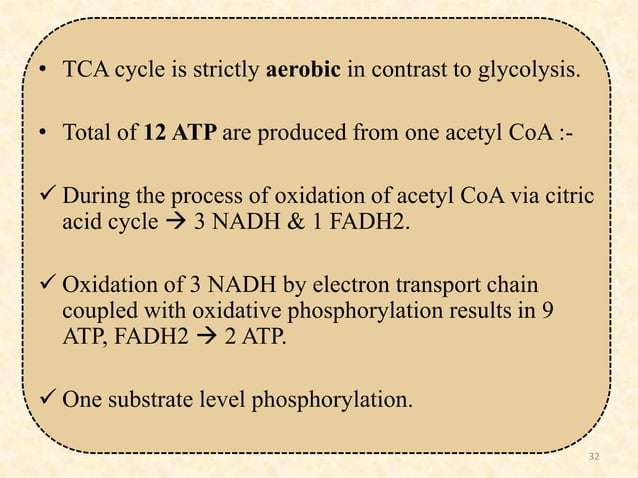 • TCA cycle is strictly aerobic in contrast to glycolysis.
• Total of 12 ATP are produced from one acetyl CoA :-
✓ During the process of oxidation of acetyl CoA via citric
acid cycle → 3 NADH & 1 FADH2.
✓ Oxidation of 3 NADH by electron transport chain
coupled with oxidative phosphorylation results in 9
ATP, FADH2 → 2 ATP.
✓ One substrate level phosphorylation.
32